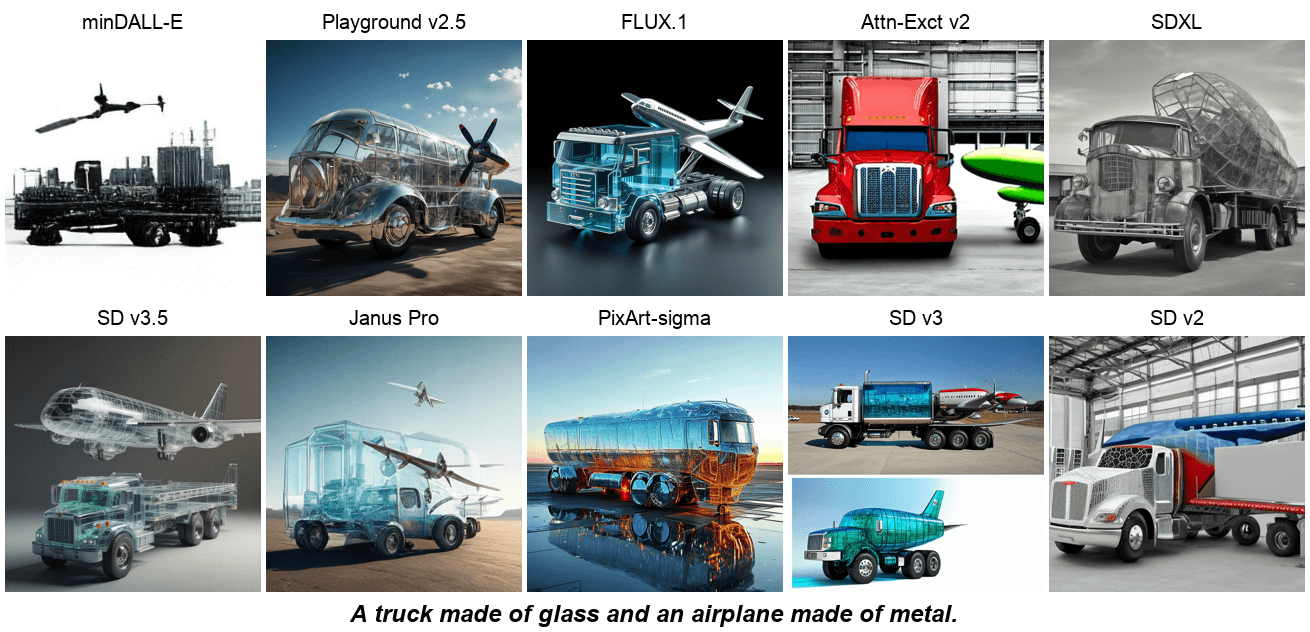 minDALL-E
Playground v2.5
FLUX.1
Attn-Exct v2
SDXL
SD v3.5
Janus Pro
PixArt-sigma
SD v3
SD v2
A truck made of glass and an airplane made of metal.